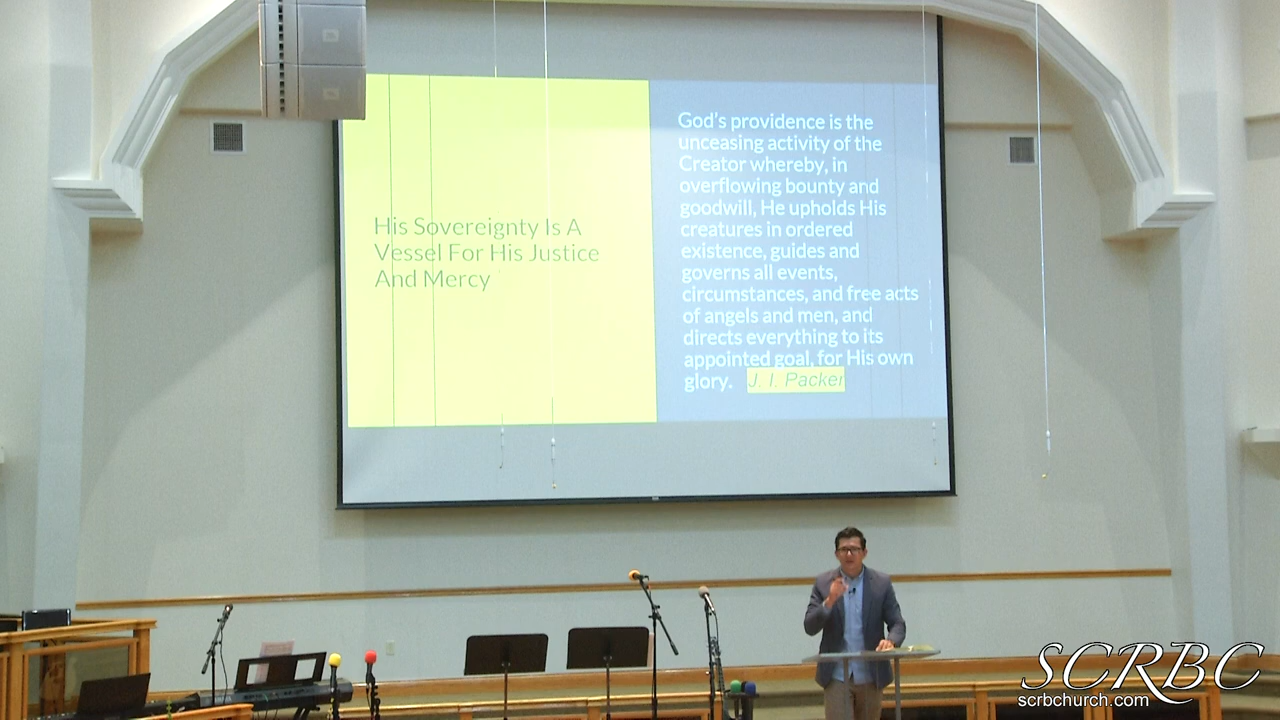 His Sovereignty Is A
Vessel For His Justice
And Mercy
God's providence is the
unceasing activity of the
Creator whereby, in
overflowing bounty and
goodwill, He upholds His
creatures in ordered
existence, guides and
governs all events,
circumstances, and free acts
of angels and men, and
directs everything to its
appointed goal, for His own
glory. J. I. Packer
SCRBC
scrbchurch.com